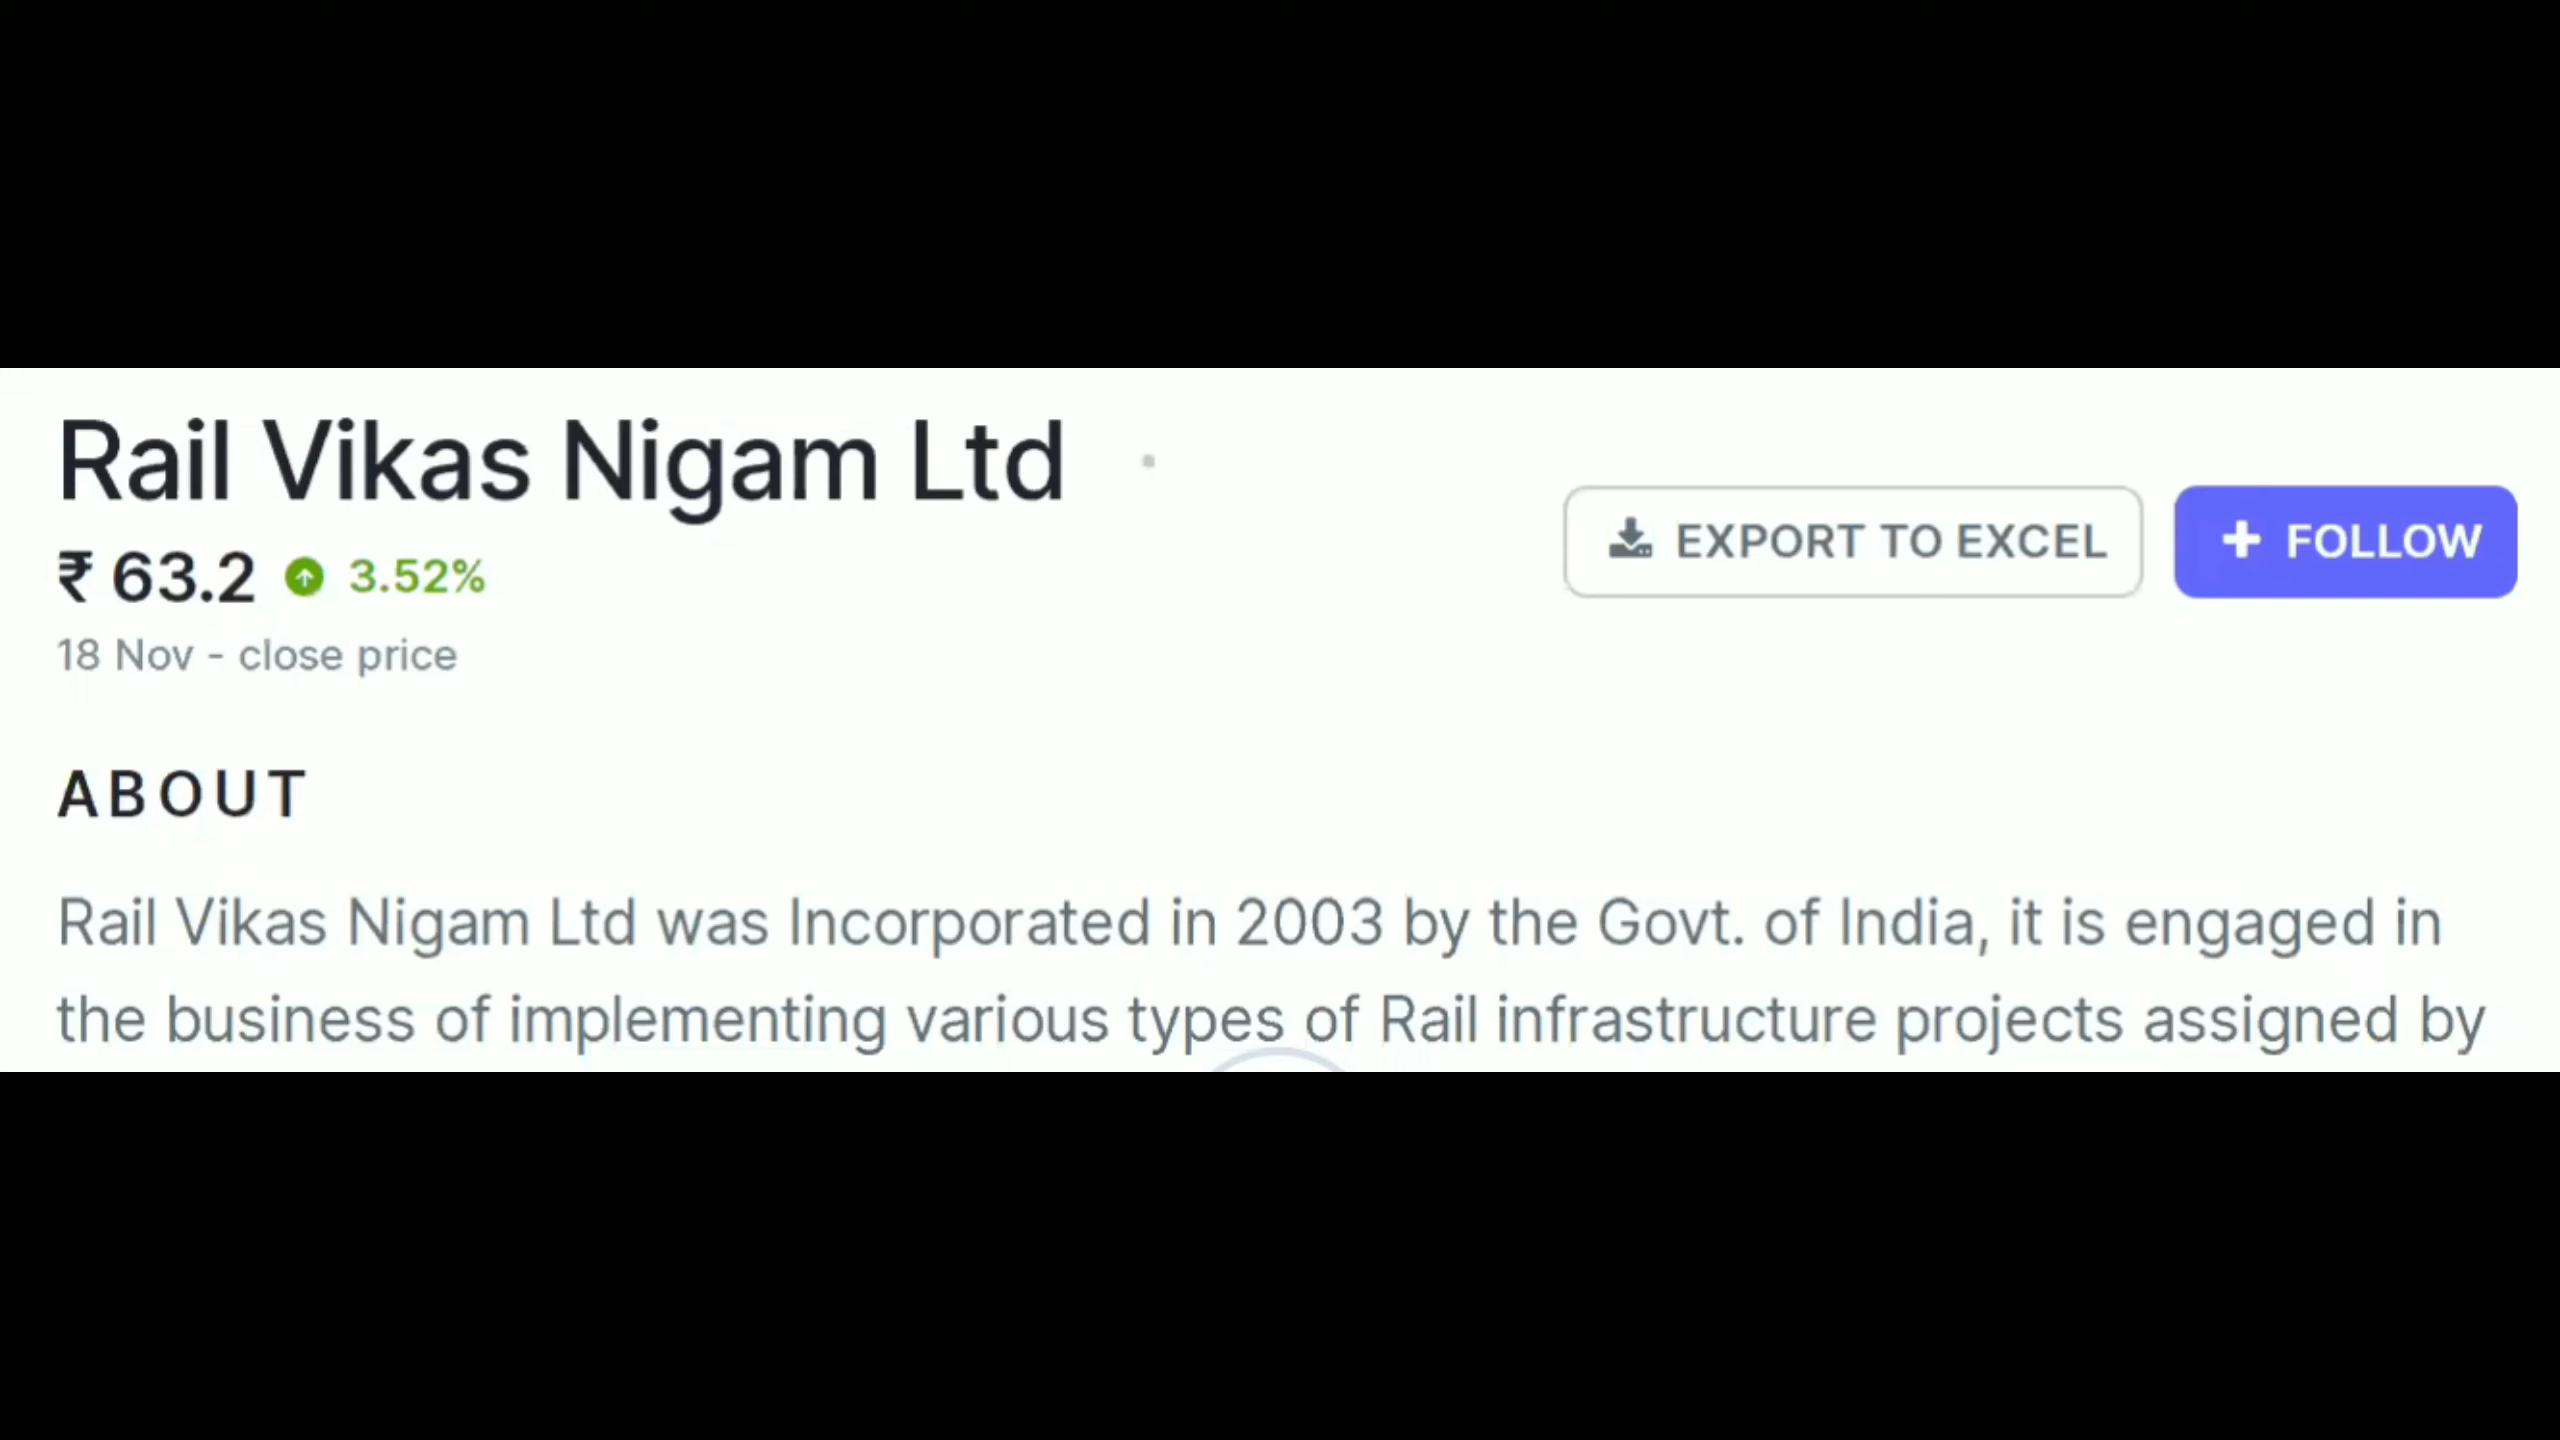 Rail Vikas Nigam Ltd
₹ 63.2 3.52%
18 Nov - close price
EXPORT TO EXCEL
+ FOLLOW
ABOUT
Rail Vikas Nigam Ltd was Incorporated in 2003 by the Govt. of India, it is engaged in
the business of implementing various types of Rail infrastructure projects assigned by